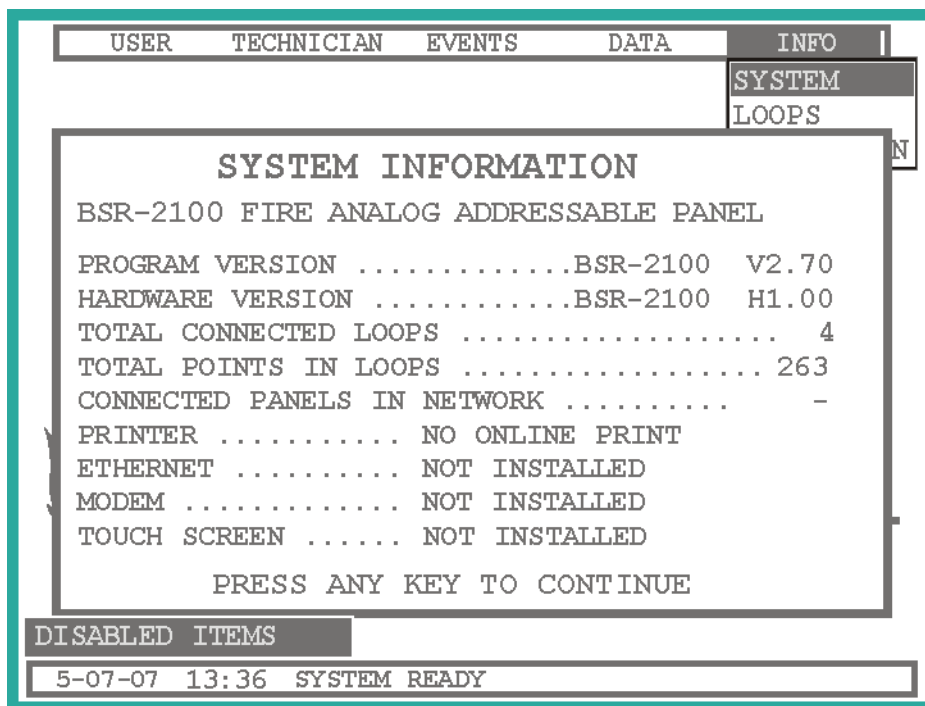 USER TECHNICIAN EVENTS DATA INFO
SYSTEM
LOOPS
N
SYSTEM INFORMATION
BSR-2100 FIRE ANALOG ADDRESSABLE PANEL
PROGRAM VERSION .............BSR-2100 V2.70
HARDWARE VERSION ............BSR-2100 H1.00
TOTAL CONNECTED LOOPS ................... 4
TOTAL POINTS IN LOOPS .................. 263
CONNECTED PANELS IN NETWORK .......... -
PRINTER ........... NO ONLINE PRINT
ETHERNET .......... NOT INSTALLED
MODEM ............. NOT INSTALLED
TOUCH SCREEN ...... NOT INSTALLED
PRESS ANY KEY TO CONTINUE
DISABLED ITEMS
5-07-07 13:36 SYSTEM READY